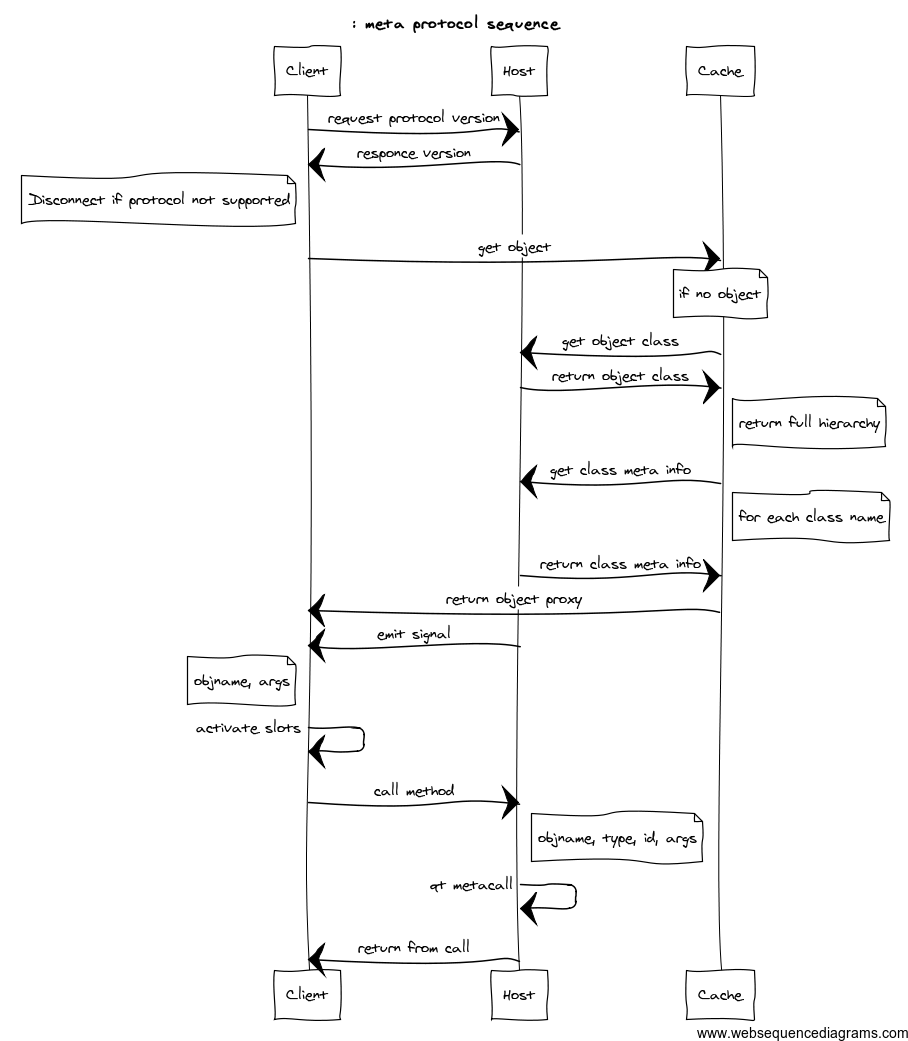 : meta protocol sequence
Client
Host
Cache
request protocol version
responce version
Disconnect if protocol not supported
get object
if no object
get object class
return object class
return full hierarchy
get class meta info
for each class name
return class meta info
return object proxy
emit signal
objname, args
activate slots
call method
objname, type, id, args
qt metacall
return from call
Client
Host
Cache
www.websequencediagrams.com